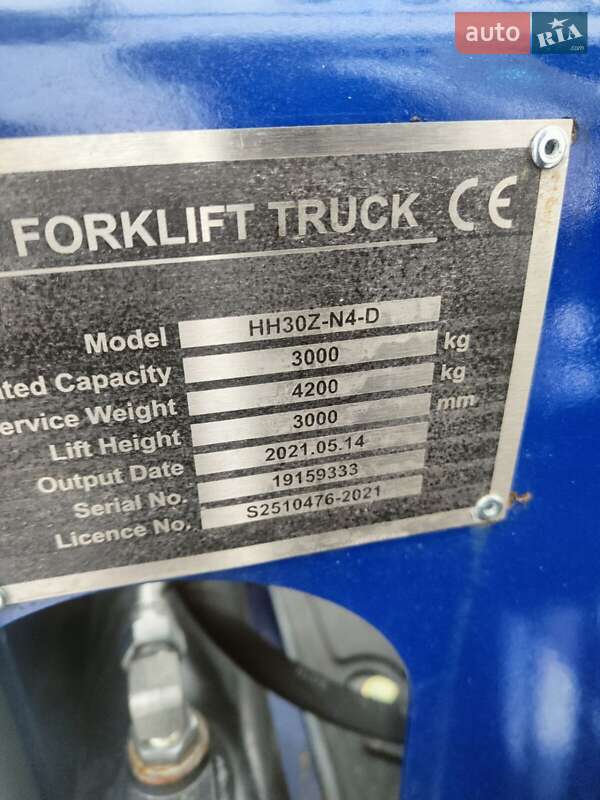 auto RIA.com
FORKLIFT TRUCK CE
Model HH30Z-N4-D
ted Capacity 3000 kg
ervice Weight 4200 kg
Lift Height 3000 mm
Output Date 2021.05.14
Serial No. 19159333
Licence No. S2510476-2021